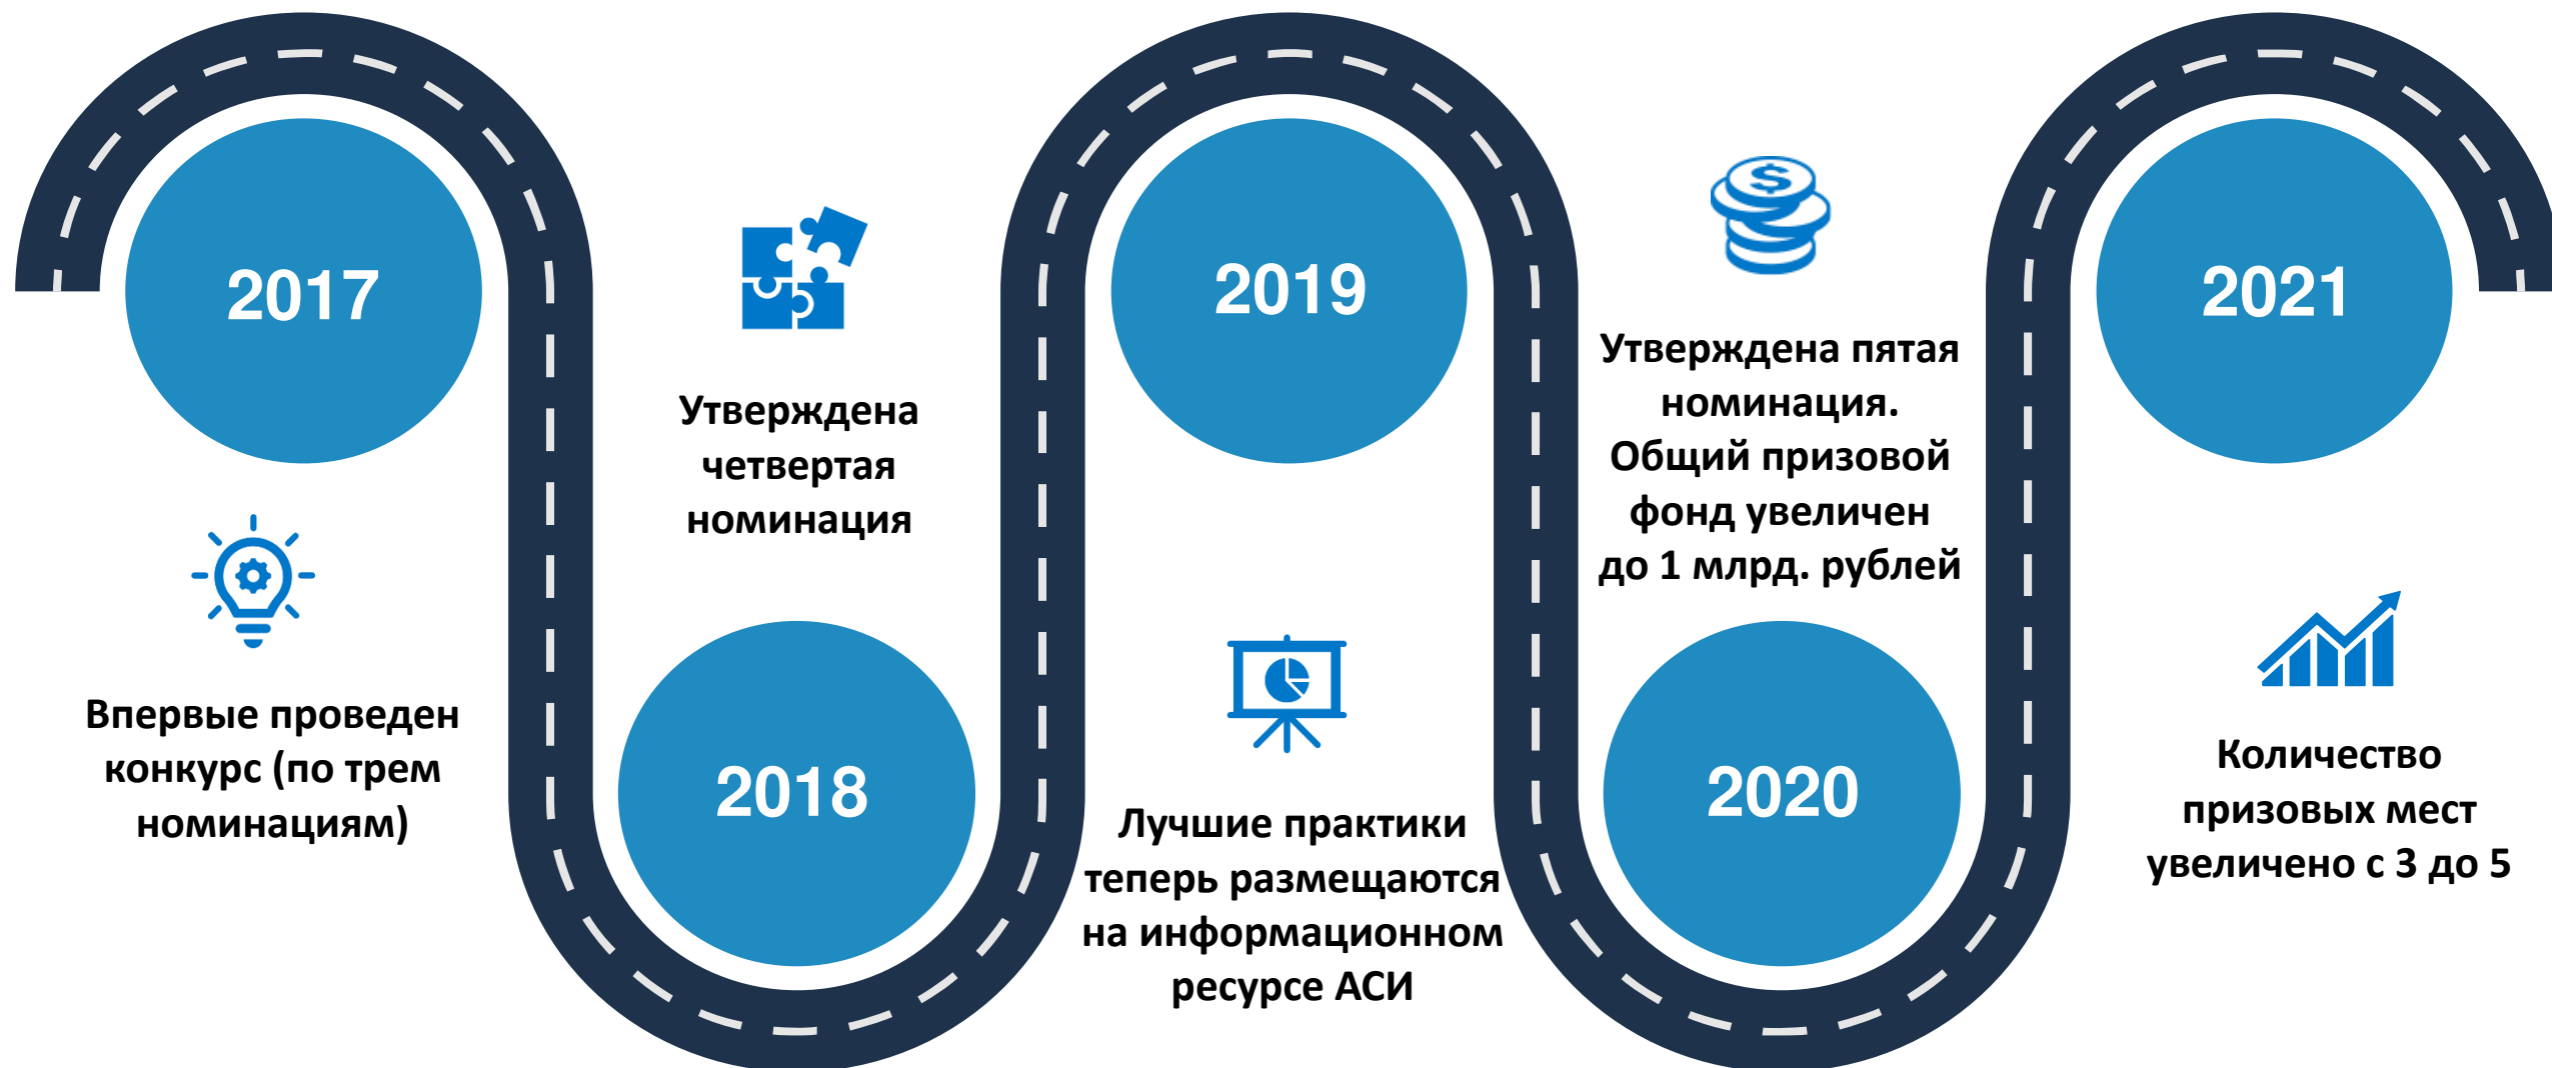 2017
Впервые проведен
конкурс (по трем
номинациям)
Утверждена
четвертая
номинация
2018
2019
Лучшие практики
теперь размещаются
на информационном
ресурсе АСИ
$
Утверждена пятая
номинация.
Общий призовой
фонд увеличен
до 1 млрд. рублей
2020
2021
Количество
призовых мест
увеличено с 3 до 5